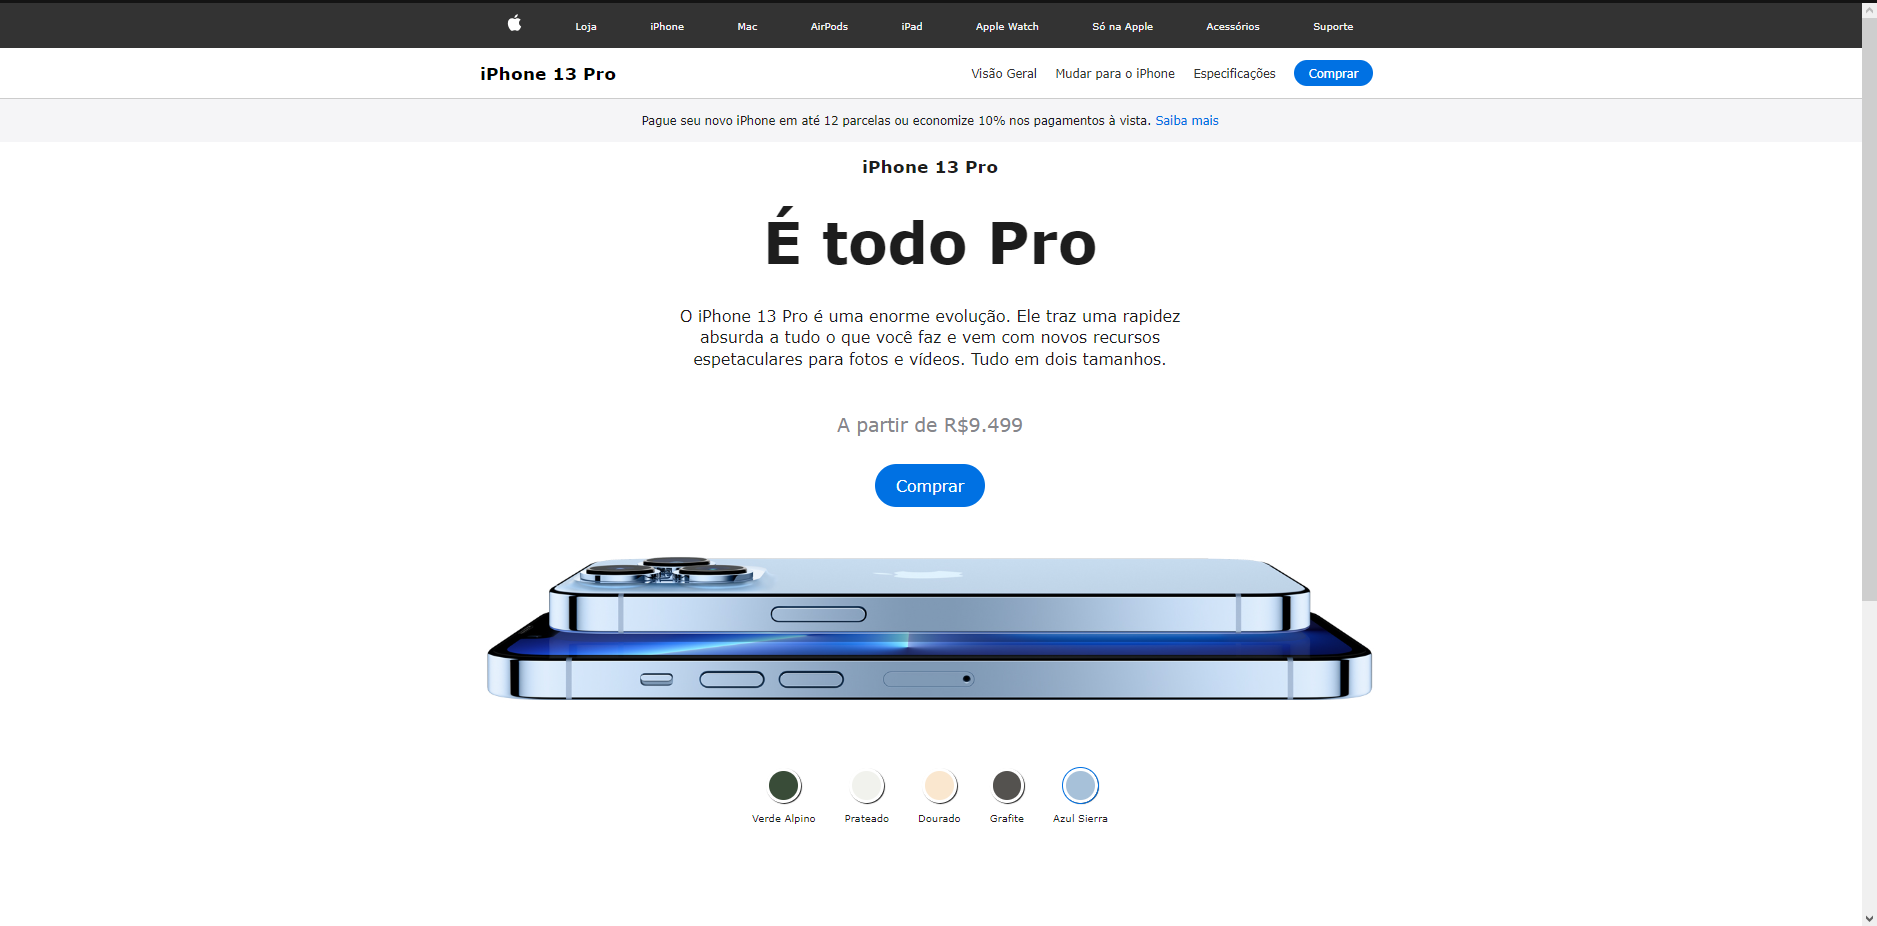 Loja iPhone Mac AirPods iPad Apple Watch Só na Apple Acessórios Suporte
iPhone 13 Pro Visão Geral Mudar para o iPhone Especificações Comprar
Pague seu novo iPhone em até 12 parcelas ou economize 10% nos pagamentos à vista. Saiba mais
iPhone 13 Pro
É todo Pro
O iPhone 13 Pro é uma enorme evolução. Ele traz uma rapidez
absurda a tudo o que você faz e vem com novos recursos
espetaculares para fotos e vídeos. Tudo em dois tamanhos.
A partir de R$9.499
Comprar
Verde Alpino Prateado Dourado Grafite Azul Sierra